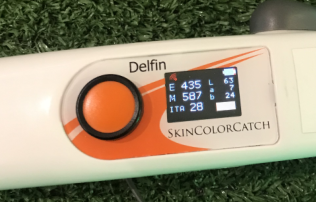 Delfin
E 435 L 63
a 7
M 587 b 24
ITA 28
SKINCOLORCATCH